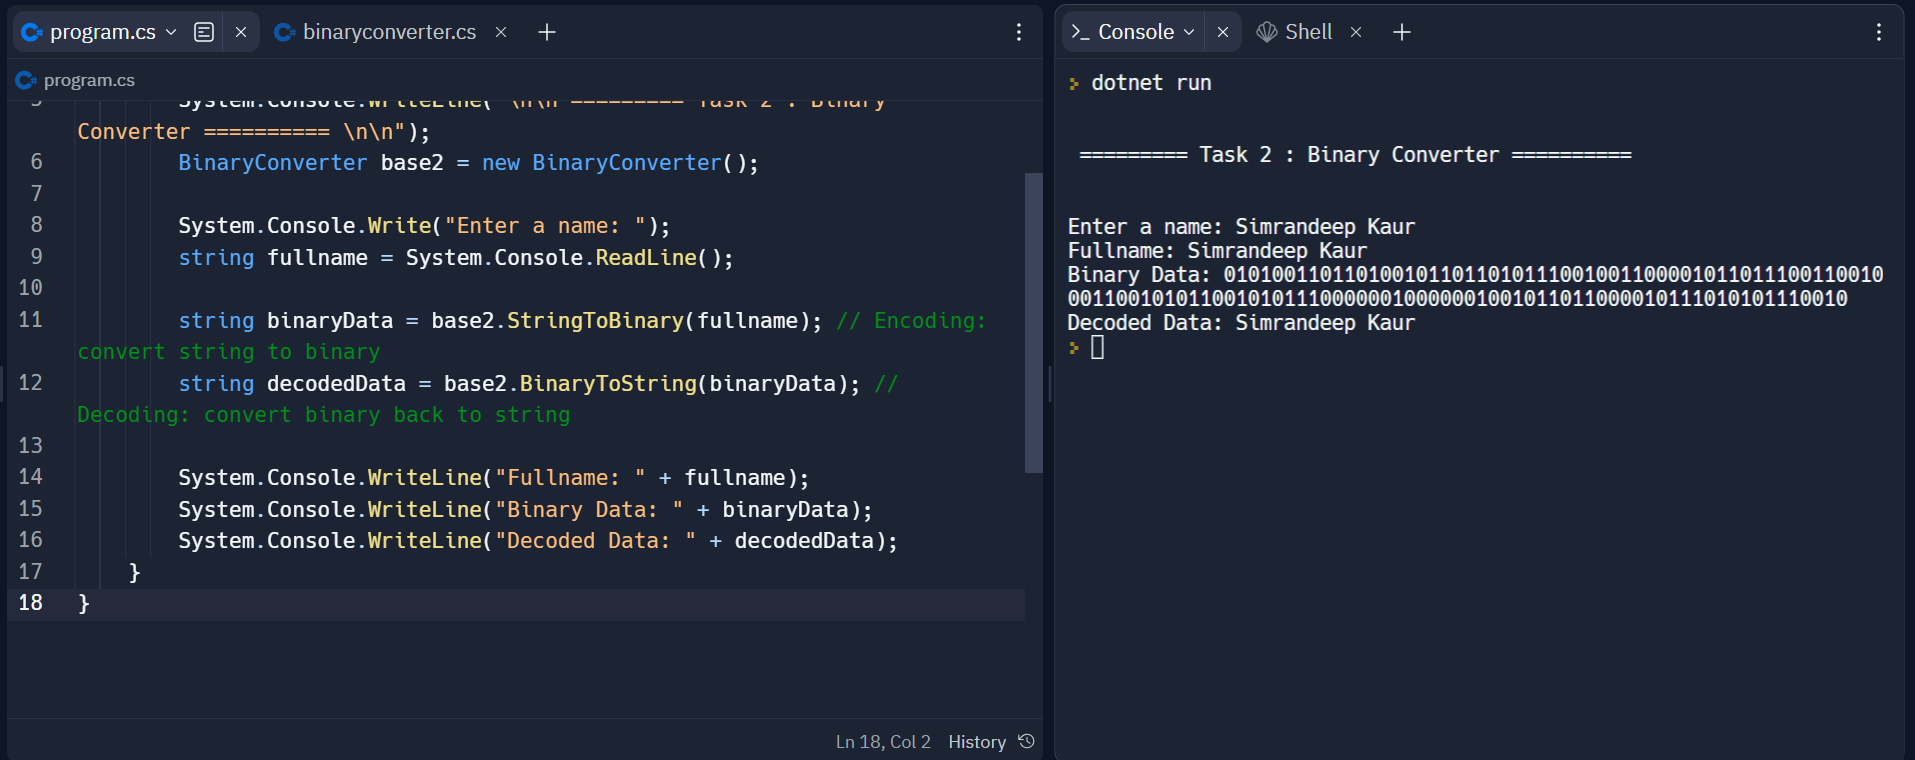 program.cs
binaryconverter.cs
program.cs
5 System.Console.WriteLine(" \n\n ========= Task 2 : Binary
Converter ========== \n\n");
6 BinaryConverter base2 = new BinaryConverter();
7
8 System.Console.Write("Enter a name: ");
9 string fullname = System.Console.ReadLine();
10
11 string binaryData = base2.StringToBinary(fullname); // Encoding:
convert string to binary
12 string decodedData = base2.BinaryToString(binaryData); //
Decoding: convert binary back to string
13
14 System.Console.WriteLine("Fullname: " + fullname);
15 System.Console.WriteLine("Binary Data: " + binaryData);
16 System.Console.WriteLine("Decoded Data: " + decodedData);
17 }
18 }
Ln 18, Col 2 History
Console
Shell
dotnet run
========= Task 2 : Binary Converter ==========
Enter a name: Simrandeep Kaur
Fullname: Simrandeep Kaur
Binary Data: 0101001101101001011011010111001001100001011011100110010
00110010101100101011100000010000001001011011000010111010101110010
Decoded Data: Simrandeep Kaur